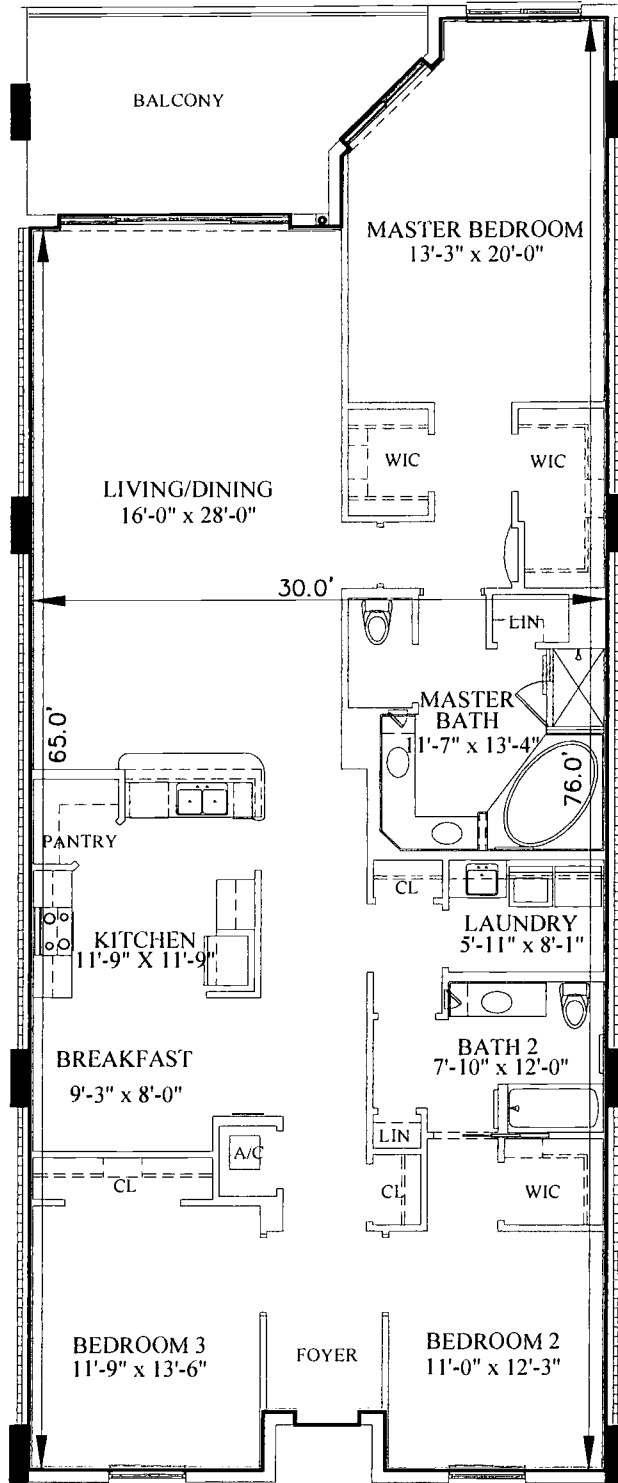 BALCONY
MASTER BEDROOM
13'-3" x 20'-0"
WIC
WIC
LIVING/DINING
16'-0" x 28'-0"
30.0'
LIN
MASTER
BATH
11'-7" x 13'-4"
65.0'
76.0'
PANTRY
CL
LAUNDRY
5'-11" x 8'-1"
KITCHEN
11'-9" X 11'-9"
BATH 2
7'-10" x 12'-0"
BREAKFAST
9'-3" x 8'-0"
LIN
A/C
CL
CL
WIC
BEDROOM 3
11'-9" x 13'-6"
FOYER
BEDROOM 2
11'-0" x 12'-3"